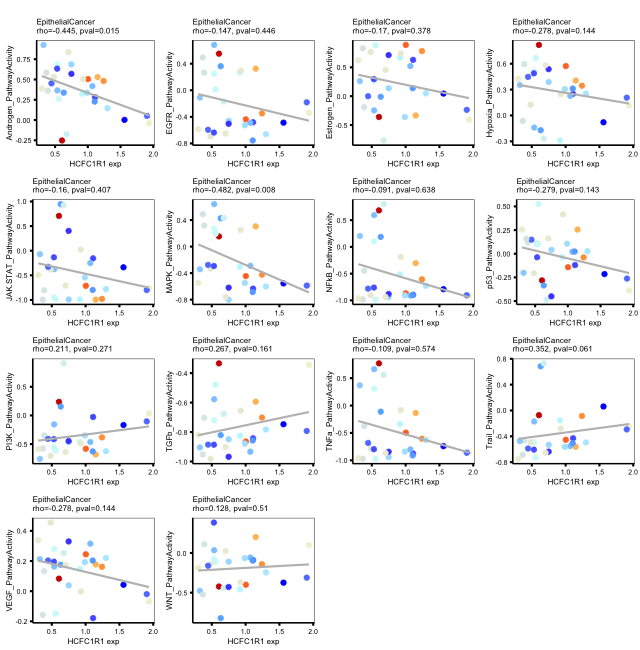 EpithelialCancer
rho=-0.445, pval=0.015
Androgen_PathwayActivity
0.75
0.50
0.25
0.00
-0.25
0.5
1.0
1.5
2.0
HCFC1R1 exp
EpithelialCancer
rho=-0.147, pval=0.446
EGFR_PathwayActivity
0.4
0.0
-0.4
-0.8
0.5
1.0
1.5
2.0
HCFC1R1 exp
EpithelialCancer
rho=-0.17, pval=0.378
Estrogen_PathwayActivity
0.5
0.0
-0.5
0.5
1.0
1.5
2.0
HCFC1R1 exp
EpithelialCancer
rho=-0.278, pval=0.144
Hypoxia_PathwayActivity
0.6
0.3
0.0
-0.3
0.5
1.0
1.5
2.0
HCFC1R1 exp
EpithelialCancer
rho=-0.16, pval=0.407
JAK.STAT_PathwayActivity
1.0
0.5
0.0
-0.5
-1.0
0.5
1.0
1.5
2.0
HCFC1R1 exp
EpithelialCancer
rho=-0.482, pval=0.008
MAPK_PathwayActivity
0.4
0.0
-0.4
-0.8
0.5
1.0
1.5
2.0
HCFC1R1 exp
EpithelialCancer
rho=-0.091, pval=0.638
NFkB_PathwayActivity
0.5
0.0
-0.5
-1.0
0.5
1.0
1.5
2.0
HCFC1R1 exp
EpithelialCancer
rho=-0.279, pval=0.143
p53_PathwayActivity
0.50
0.25
0.00
-0.25
-0.50
0.5
1.0
1.5
2.0
HCFC1R1 exp
EpithelialCancer
rho=0.211, pval=0.271
PI3K_PathwayActivity
0.5
0.0
-0.5
0.5
1.0
1.5
2.0
HCFC1R1 exp
EpithelialCancer
rho=0.267, pval=0.161
TGFb_PathwayActivity
-0.4
-0.6
-0.8
-1.0
0.5
1.0
1.5
2.0
HCFC1R1 exp
EpithelialCancer
rho=-0.109, pval=0.574
TNFa_PathwayActivity
0.5
0.0
-0.5
-1.0
0.5
1.0
1.5
2.0
HCFC1R1 exp
EpithelialCancer
rho=0.352, pval=0.061
Trail_PathwayActivity
0.8
0.4
0.0
-0.4
-0.8
0.5
1.0
1.5
2.0
HCFC1R1 exp
EpithelialCancer
rho=-0.278, pval=0.144
VEGF_PathwayActivity
0.4
0.2
0.0
-0.2
0.5
1.0
1.5
2.0
HCFC1R1 exp
EpithelialCancer
rho=0.128, pval=0.51
WNT_PathwayActivity
0.0
-0.5
0.5
1.0
1.5
2.0
HCFC1R1 exp